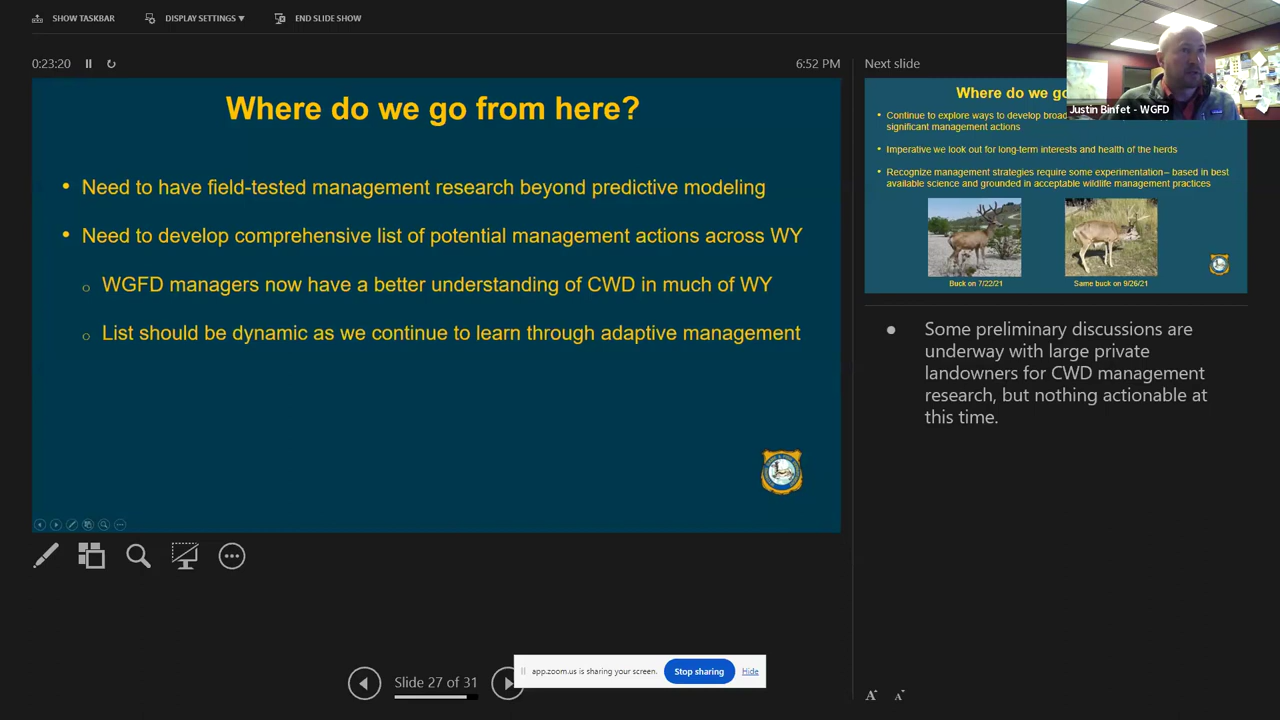 SHOW TASKBAR
DISPLAY SETTINGS ▼
END SLIDE SHOW
0:23:20
6:52 PM
Where do we go from here?
• Need to have field-tested management research beyond predictive modeling
• Need to develop comprehensive list of potential management actions across WY
o WGFD managers now have a better understanding of CWD in much of WY
o List should be dynamic as we continue to learn through adaptive management
Slide 27 of 31
app.zoom.us is sharing your screen.
Stop sharing
Hide
Next slide
Justin Binfet - WGFD
Where do we go
• Continue to explore ways to develop broad
significant management actions
• Imperative we look out for long-term interests and health of the herds
• Recognize management strategies require some experimentation– based in best
available science and grounded in acceptable wildlife management practices
Buck on 7/22/21
Same buck on 9/26/21
• Some preliminary discussions are
underway with large private
landowners for CWD management
research, but nothing actionable at
this time.
A A